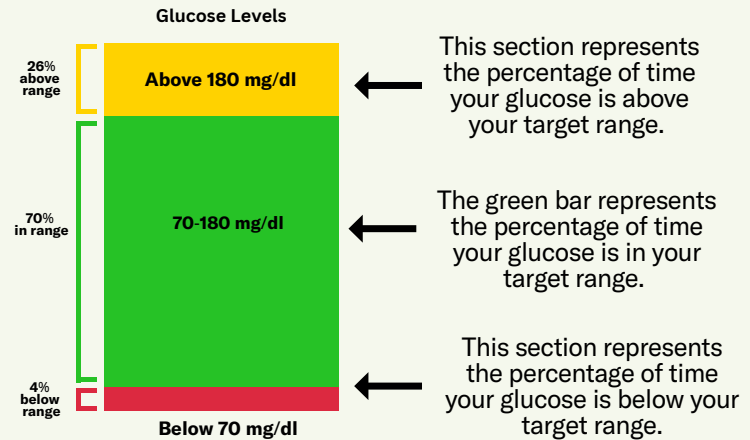 Glucose Levels
26%
above
range
Above 180 mg/dl
This section represents
the percentage of time
your glucose is above
your target range.
70%
in range
70-180 mg/dl
The green bar represents
the percentage of time
your glucose is in your
target range.
4%
below
range
Below 70 mg/dl
This section represents
the percentage of time
your glucose is below your
target range.